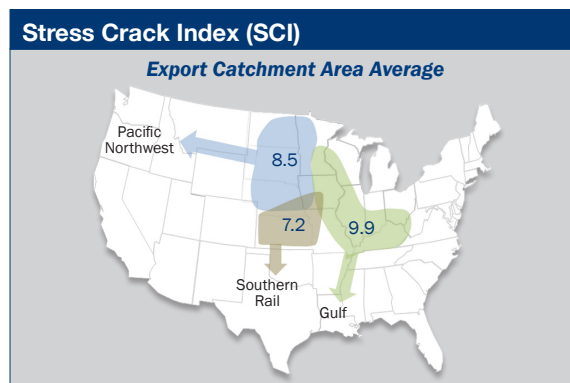 Stress Crack Index (SCI)
Export Catchment Area Average
Pacific
Northwest
8.5
7.2
9.9
Southern
Rail
Gulf